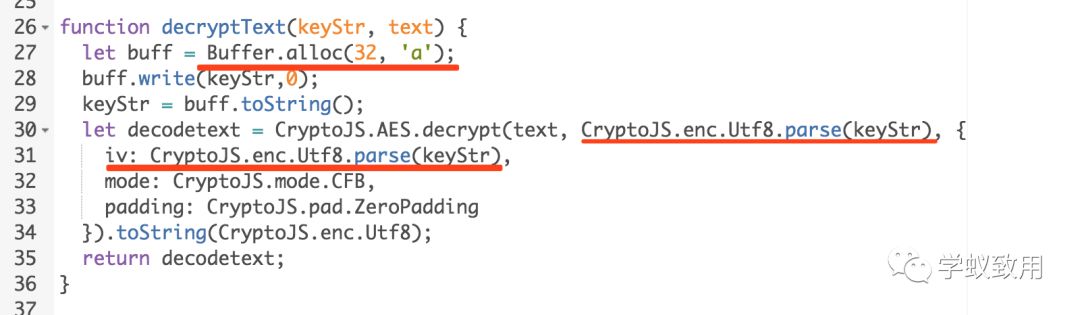 25
26 function decryptText(keyStr, text) {
27 let buff = Buffer.alloc(32, 'a');
28 buff.write(keyStr,0);
29 keyStr = buff.toString();
30 let decodetext = CryptoJS.AES.decrypt(text, CryptoJS.enc.Utf8.parse(keyStr), {
31 iv: CryptoJS.enc.Utf8.parse(keyStr),
32 mode: CryptoJS.mode.CFB,
33 padding: CryptoJS.pad.ZeroPadding
34 }).toString(CryptoJS.enc.Utf8);
35 return decodetext;
36 }
37
学蚁致用